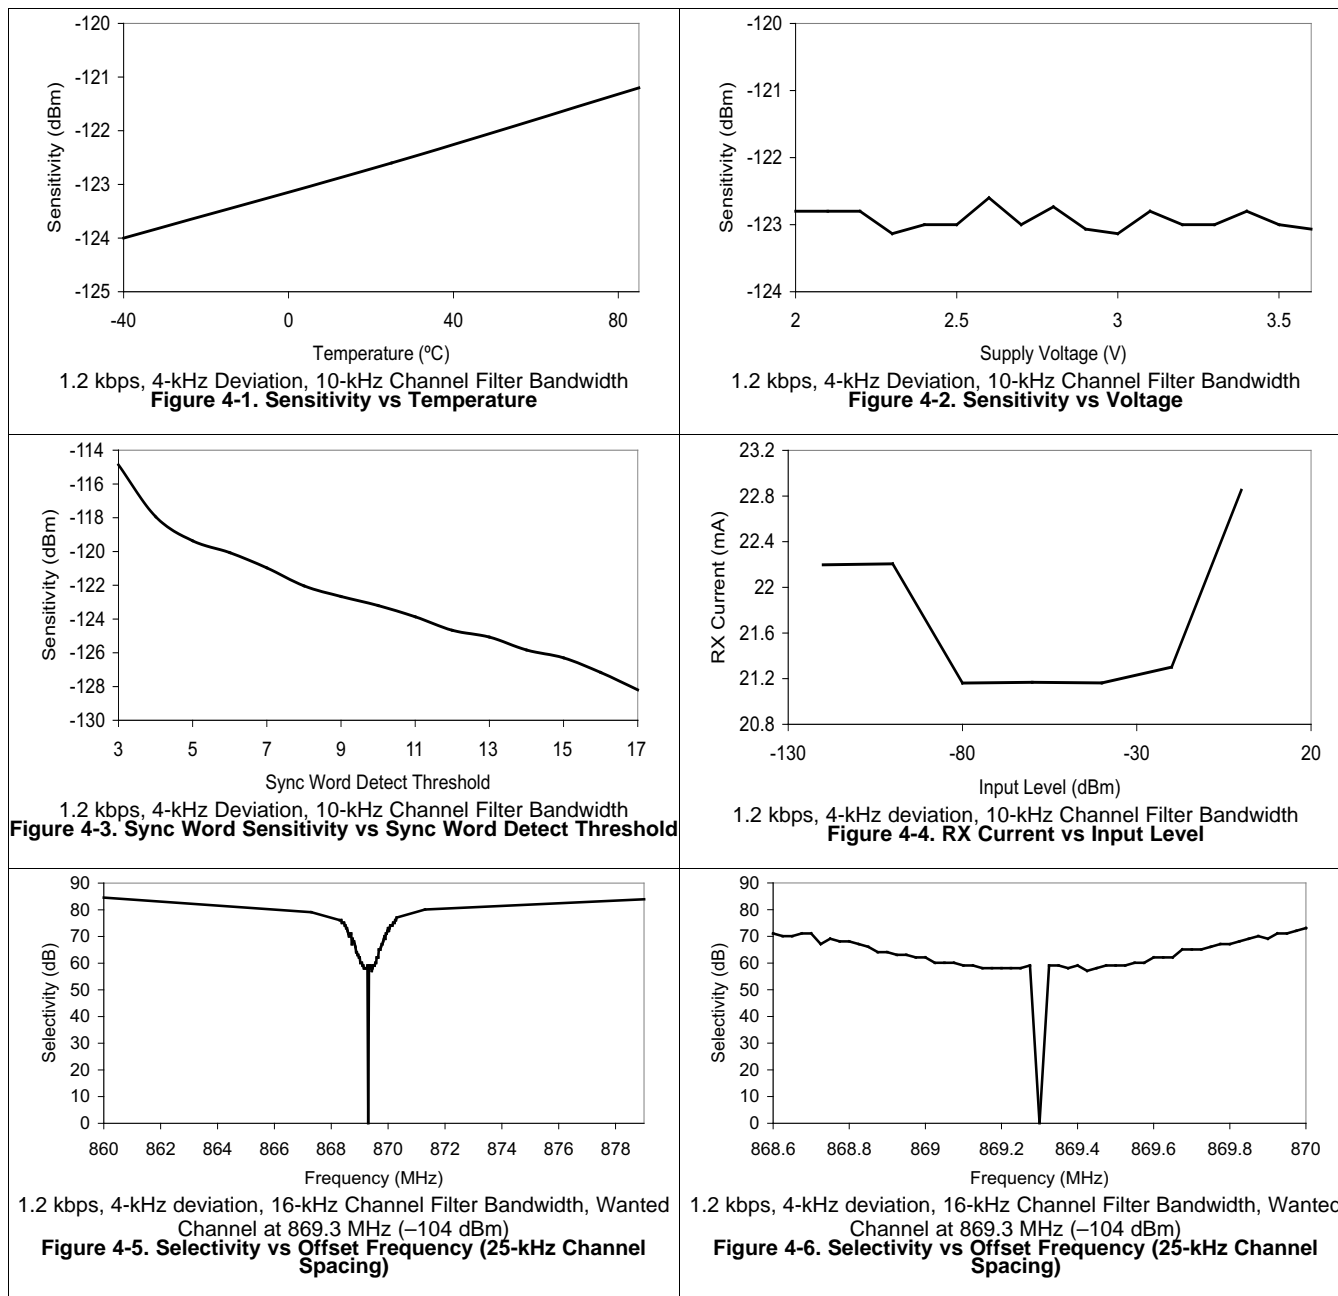 -120
-121
-122
-123
-124
-125
Sensitivity (dBm)
-40 0 40 80
Temperature (ºC)
1.2 kbps, 4-kHz Deviation, 10-kHz Channel Filter Bandwidth
Figure 4-1. Sensitivity vs Temperature
-120
-121
-122
-123
-124
Sensitivity (dBm)
2 2.5 3 3.5
Supply Voltage (V)
1.2 kbps, 4-kHz Deviation, 10-kHz Channel Filter Bandwidth
Figure 4-2. Sensitivity vs Voltage
-114
-116
-118
-120
-122
-124
-126
-128
-130
Sensitivity (dBm)
3 5 7 9 11 13 15 17
Sync Word Detect Threshold
1.2 kbps, 4-kHz Deviation, 10-kHz Channel Filter Bandwidth
Figure 4-3. Sync Word Sensitivity vs Sync Word Detect Threshold
23.2
22.8
22.4
22
21.6
21.2
20.8
RX Current (mA)
-130 -80 -30 20
Input Level (dBm)
1.2 kbps, 4-kHz deviation, 10-kHz Channel Filter Bandwidth
Figure 4-4. RX Current vs Input Level
90
80
70
60
50
40
30
20
10
0
Selectivity (dB)
860 862 864 866 868 870 872 874 876 878
Frequency (MHz)
1.2 kbps, 4-kHz deviation, 16-kHz Channel Filter Bandwidth, Wanted
Channel at 869.3 MHz (–104 dBm)
Figure 4-5. Selectivity vs Offset Frequency (25-kHz Channel
Spacing)
90
80
70
60
50
40
30
20
10
0
Selectivity (dB)
868.6 868.8 869 869.2 869.4 869.6 869.8 870
Frequency (MHz)
1.2 kbps, 4-kHz deviation, 16-kHz Channel Filter Bandwidth, Wanted
Channel at 869.3 MHz (–104 dBm)
Figure 4-6. Selectivity vs Offset Frequency (25-kHz Channel
Spacing)